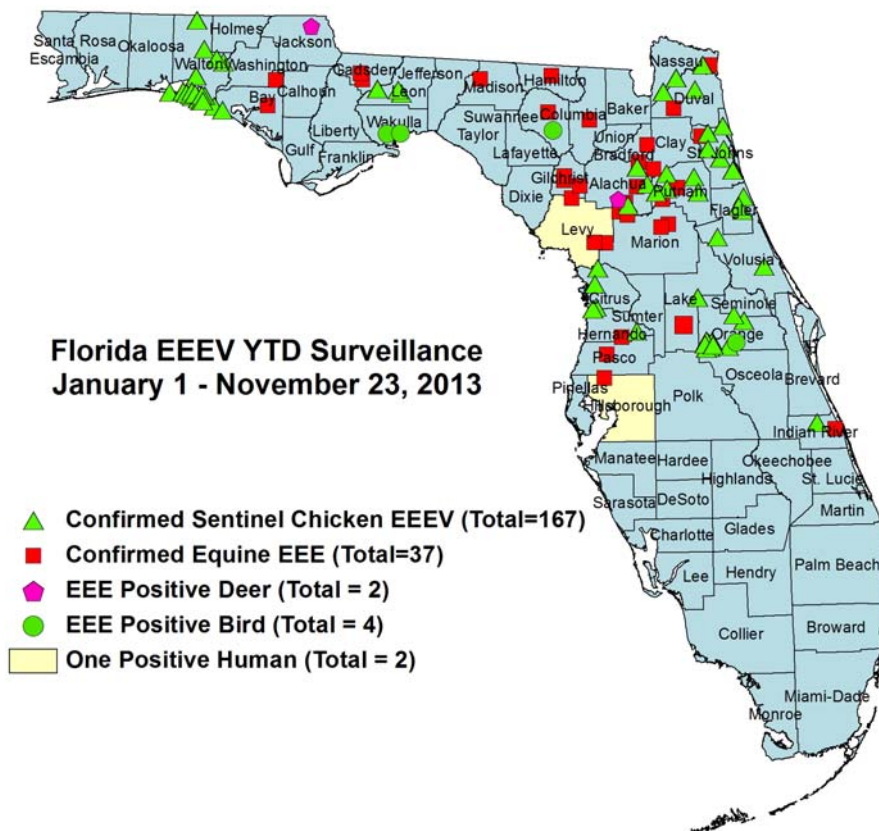 Santa Rosa
Escambia
Okaloosa
Walton
Holmes
Washington
Jackson
Bay
Calhoun
Gulf
Gadsden
Liberty
Franklin
Leon
Wakulla
Jefferson
Madison
Taylor
Hamilton
Suwannee
Lafayette
Dixie
Columbia
Gilchrist
Baker
Union
Bradford
Alachua
Levy
Nassau
Duval
Clay
St. Johns
Putnam
Flagler
Marion
Volusia
Citrus
Sumter
Lake
Seminole
Orange
Hernando
Pasco
Pinellas
Hillsborough
Polk
Osceola
Brevard
Indian River
Manatee
Hardee
Highlands
Okeechobee
St. Lucie
Sarasota
DeSoto
Martin
Charlotte
Glades
Lee
Hendry
Palm Beach
Collier
Broward
Monroe
Miami-Dade
Florida EEEV YTD Surveillance
January 1 - November 23, 2013
Confirmed Sentinel Chicken EEEV (Total=167)
Confirmed Equine EEE (Total=37)
EEE Positive Deer (Total = 2)
EEE Positive Bird (Total = 4)
One Positive Human (Total = 2)